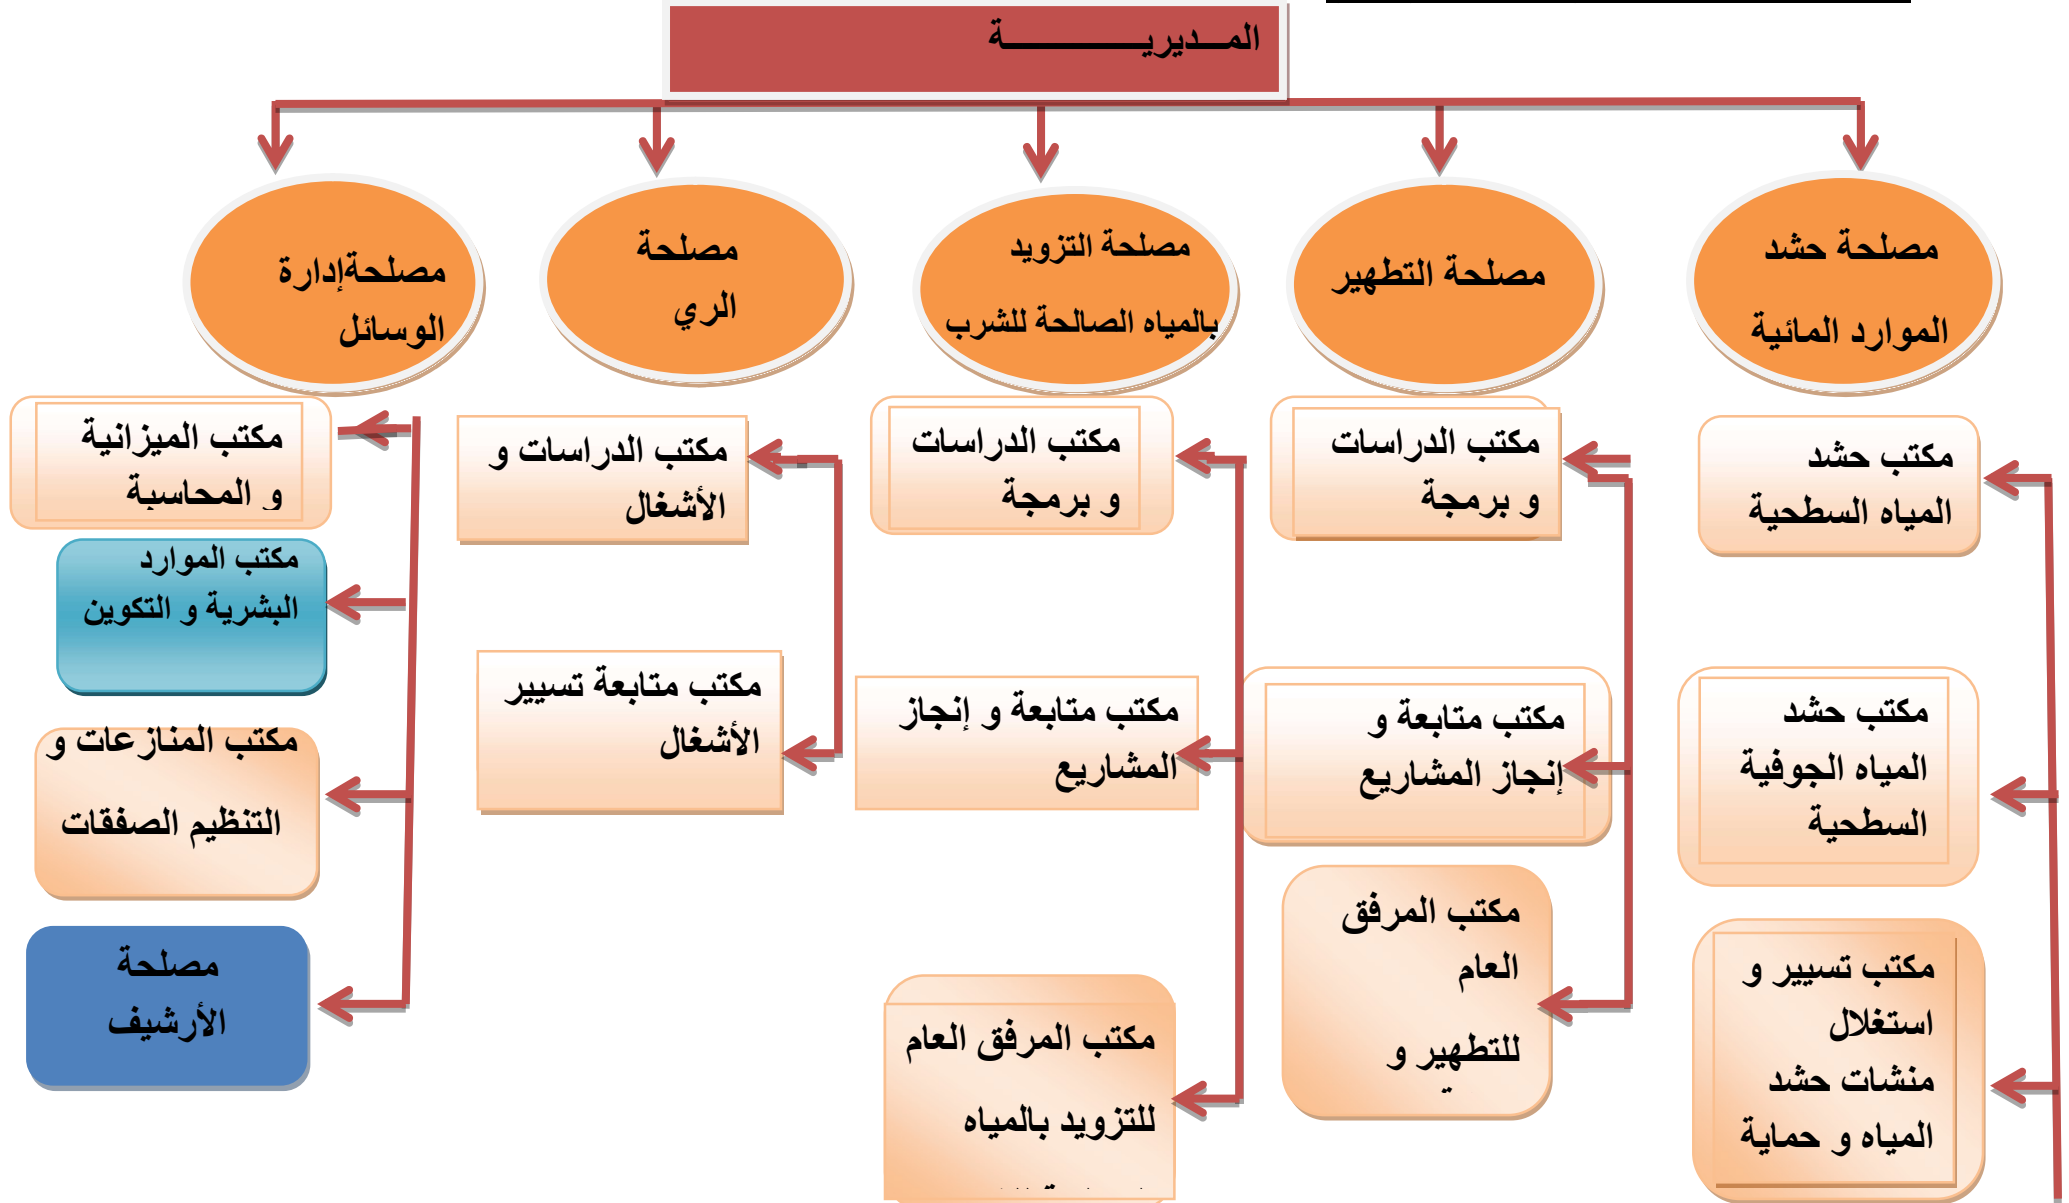 المـــديريـــــــــــــة
مصلحة حشد
الموارد المائية
مصلحة التطهير
مصلحة التزويد
بالمياه الصالحة للشرب
مصلحة
الري
مصلحةإدارة
الوسائل
مكتب حشد
المياه السطحية
مكتب حشد
المياه الجوفية
السطحية
مكتب تسيير و
استغلال
منشات حشد
المياه و حماية
مكتب الدراسات
و برمجة
مكتب متابعة و
إنجاز المشاريع
مكتب المرفق
العام
للتطهير و
مكتب الدراسات
و برمجة
مكتب متابعة و إنجاز
المشاريع
مكتب المرفق العام
للتزويد بالمياه
مكتب الدراسات و
الأشغال
مكتب متابعة تسيير
الأشغال
مكتب الميزانية
و المحاسبة
مكتب الموارد
البشرية و التكوين
مكتب المنازعات و
التنظيم الصفقات
مصلحة
الأرشيف